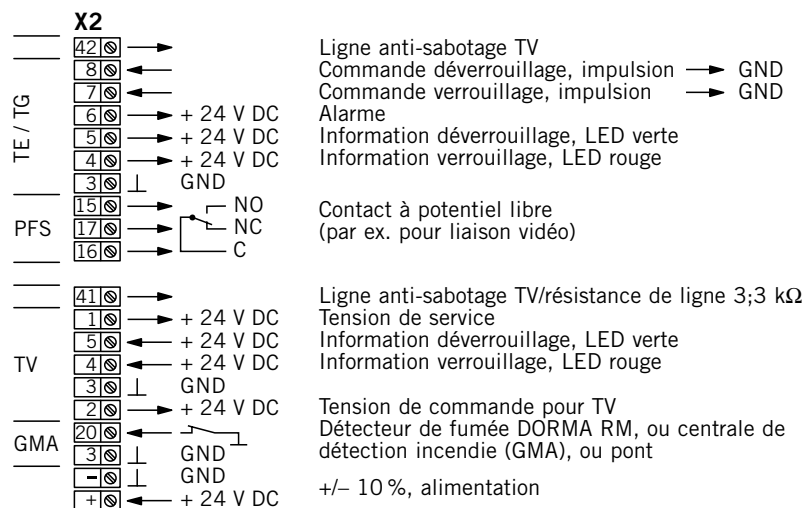 X2
42 Ligne anti-sabotage TV
8 Commande déverrouillage, impulsion GND
7 Commande verrouillage, impulsion GND
TE / TG
6 + 24 V DC Alarme
5 + 24 V DC Information déverrouillage, LED verte
4 + 24 V DC Information verrouillage, LED rouge
3 GND
15 NO Contact à potentiel libre
PFS 17 NC (par ex. pour liaison vidéo)
16 C
41 Ligne anti-sabotage TV/résistance de ligne 3;3 kΩ
1 + 24 V DC Tension de service
5 + 24 V DC Information déverrouillage, LED verte
TV 4 + 24 V DC Information verrouillage, LED rouge
3 GND
2 + 24 V DC Tension de commande pour TV
GMA 20 Détecteur de fumée DORMA RM, ou centrale de
3 GND détection incendie (GMA), ou pont
– GND
+ + 24 V DC +/– 10 %, alimentation